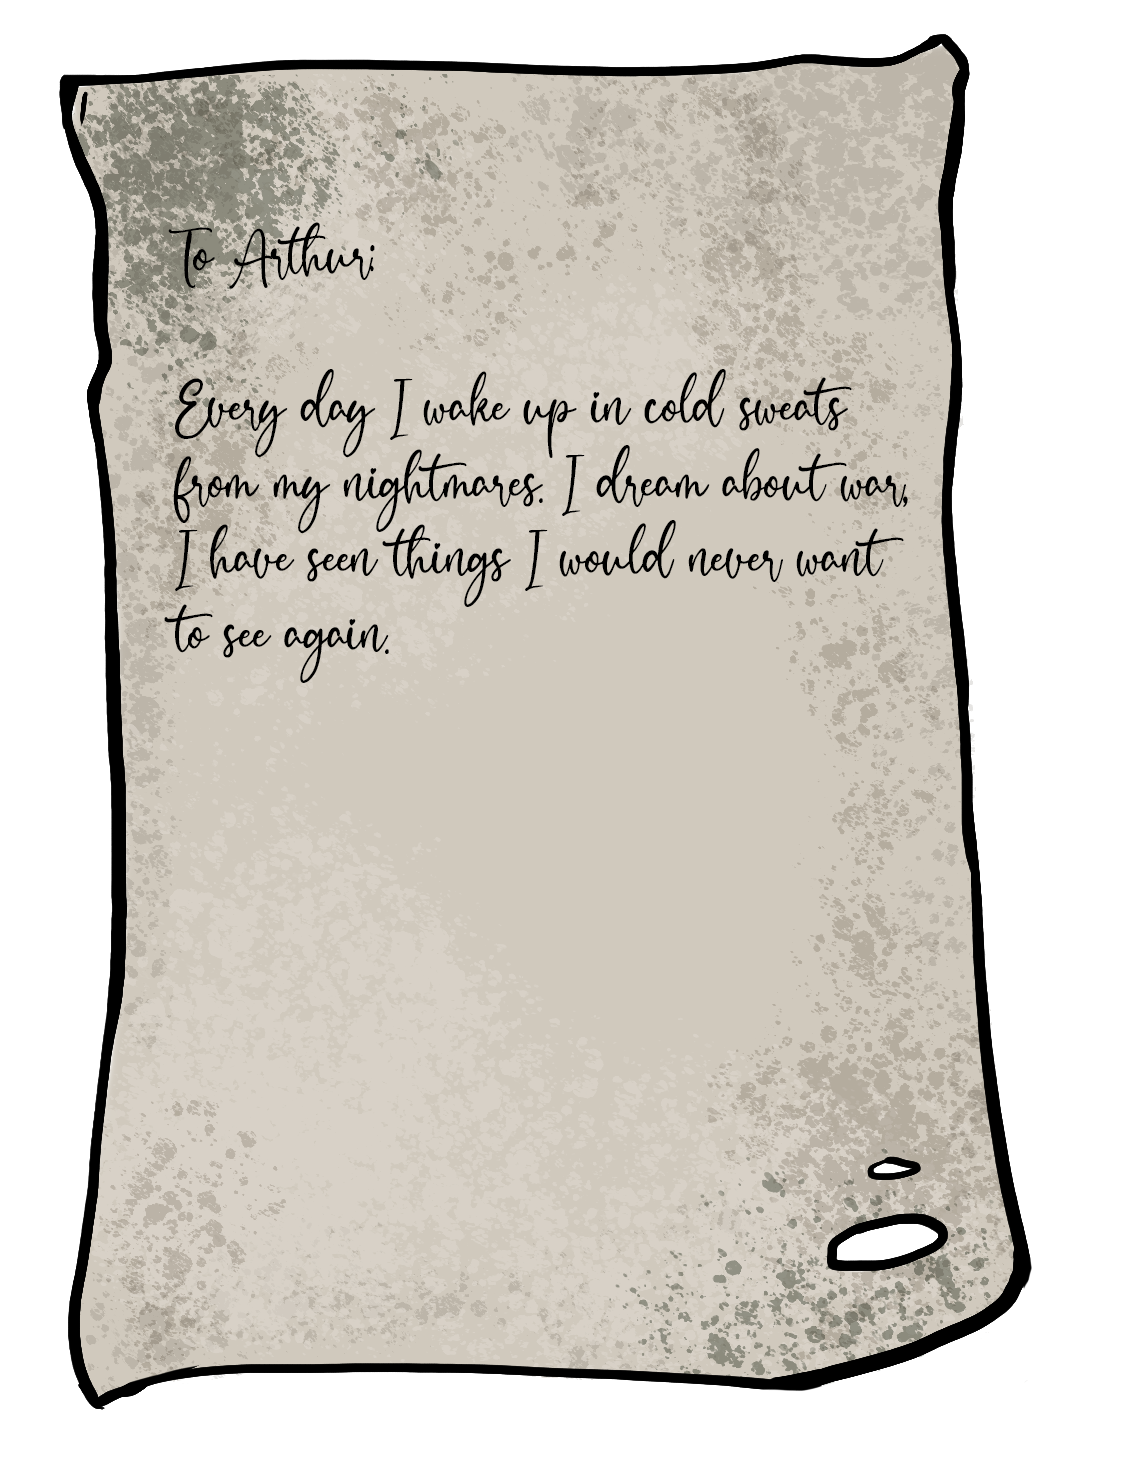 To Arthur:
Every day I wake up in cold sweats
from my nightmares. I dream about war,
I have seen things I would never want
to see again.